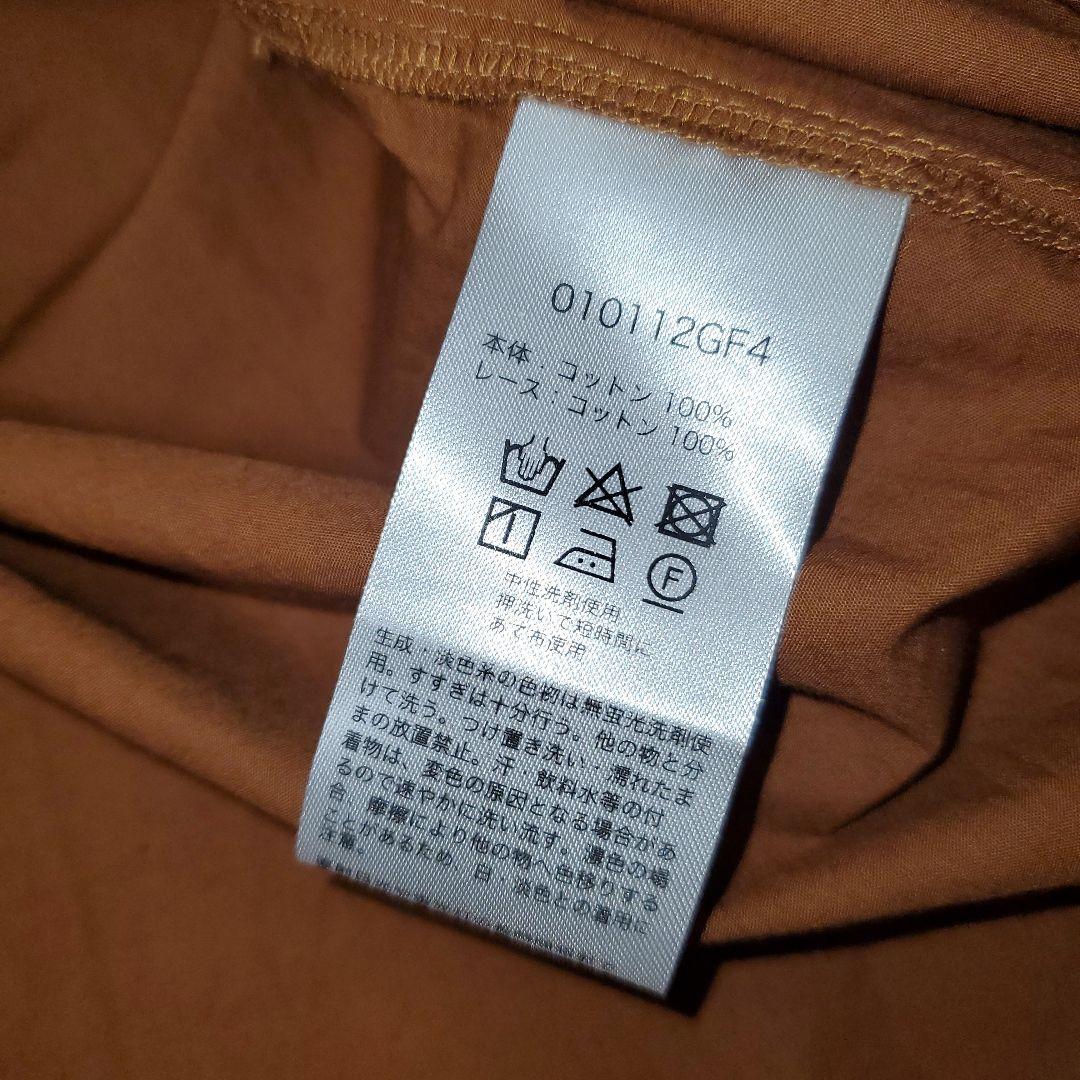 010112GF4
本体:コットン 100%
レース:コットン 100%
F
中性洗剤使用
押洗いで短時間に
あて布使用
生成・淡色系の色物は無蛍光洗剤使
用。すすぎは十分行う。他の物と分
けて洗う。つけ置き洗い・濡れたま
まの放置禁止。汗・飲料水等の付
着物は、変色の原因となる場合があ
るので速やかに洗い流す。濃色の場
合、摩擦により他の物へ色移りする
ことがあるため、白・淡色との着用に
注意。